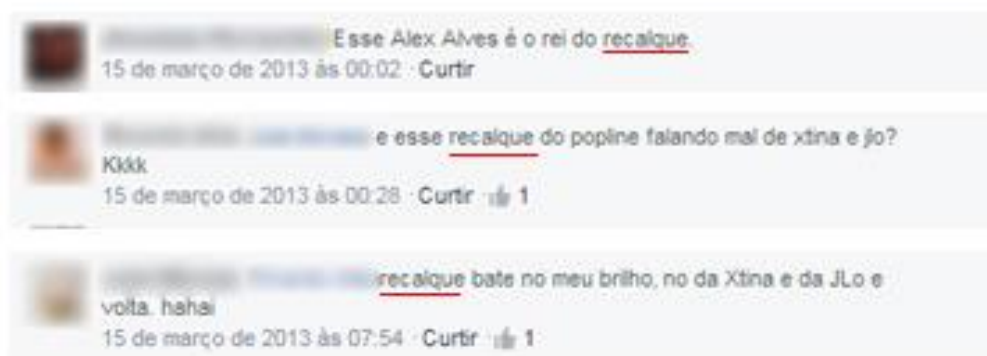 Esse Alex Alves é o rei do recalque.
15 de março de 2013 às 00:02 · Curtir
e esse recalque do popline falando mal de xtina e jlo?
Kkkk
15 de março de 2013 às 00:28 · Curtir · 1
recalque bate no meu brilho, no da Xtina e da JLo e
volta. hahai
15 de março de 2013 às 07:54 · Curtir · 1